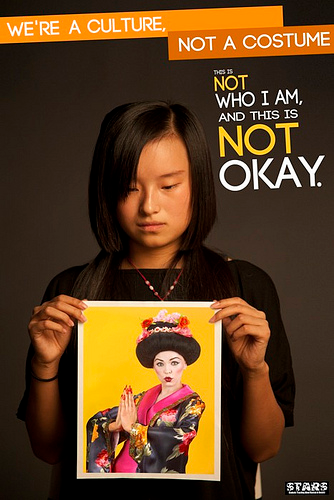 WE'RE A CULTURE,
NOT A COSTUME
THIS IS
NOT
WHO I AM,
AND THIS IS
NOT
OKAY.
STARS